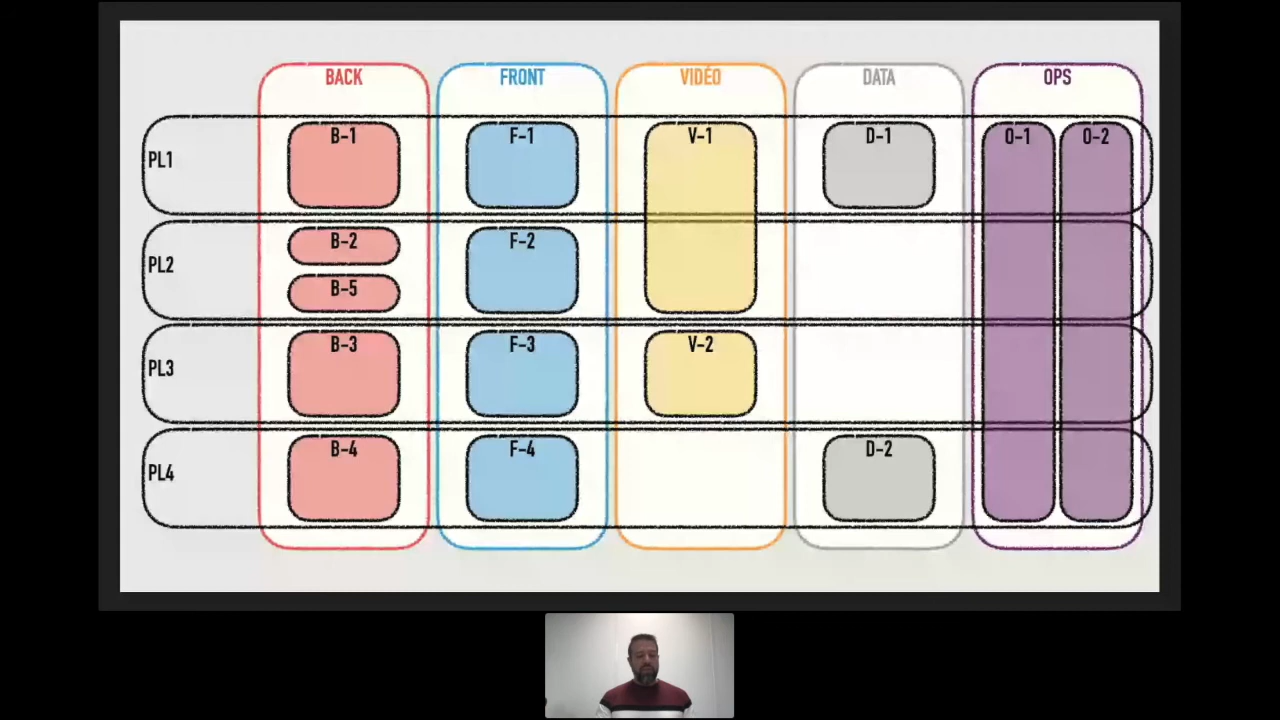 BACK FRONT VIDÉO DATA OPS
PL1 B-1 F-1 V-1 D-1 O-1 O-2
PL2 B-2 F-2
B-5
PL3 B-3 F-3 V-2
PL4 B-4 F-4 D-2